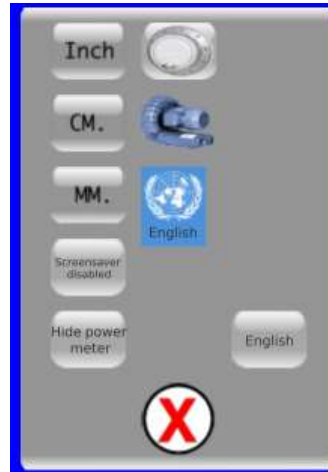 Inch
CM.
MM.
English
Screensaver
disabled
Hide power
meter
English
X